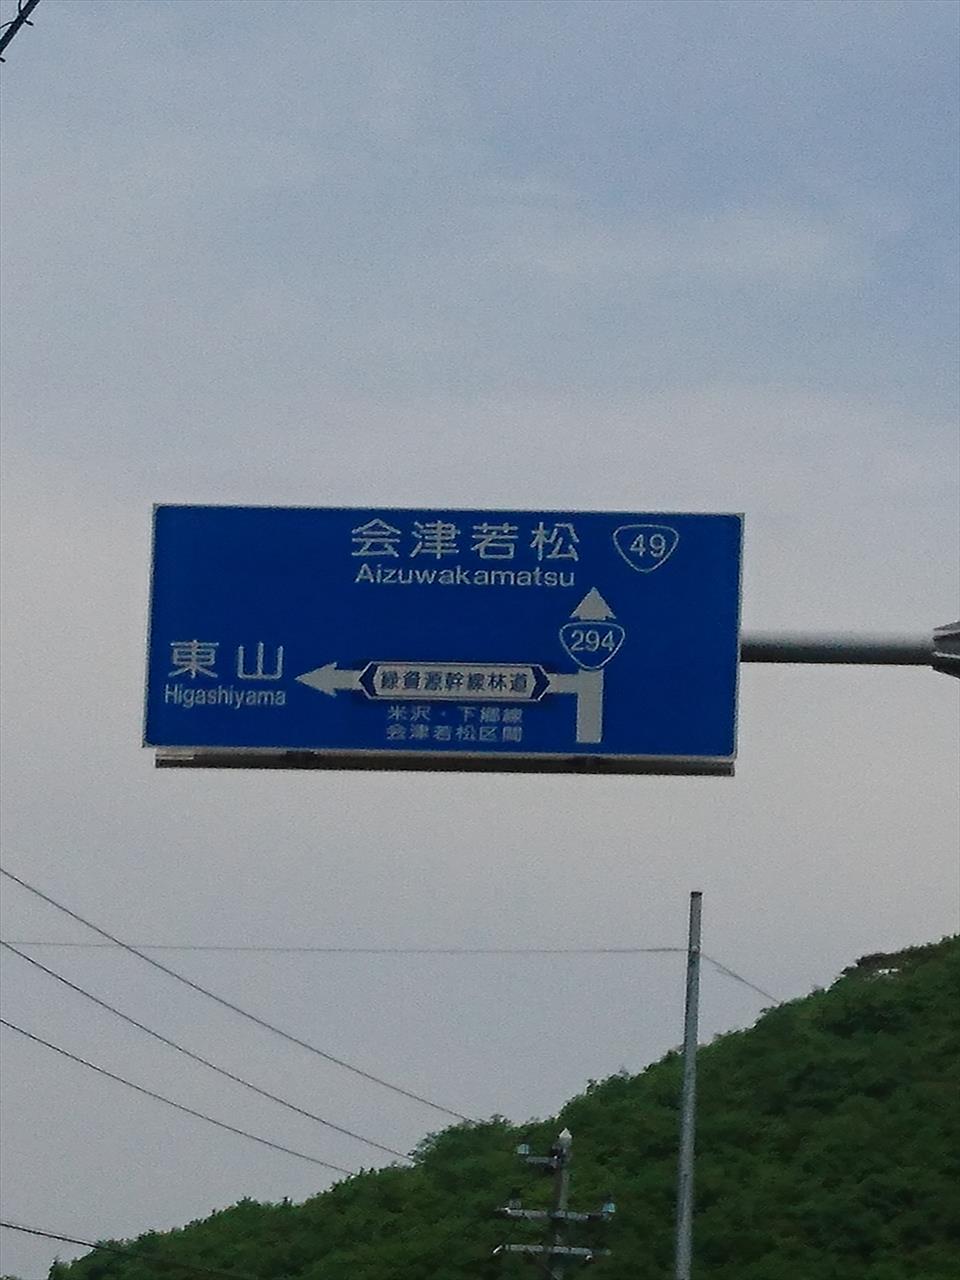 会津若松 49
Aizuwakamatsu
294
東山
Higashiyama
緑資源幹線林道
米沢・下郷線
会津若松区間